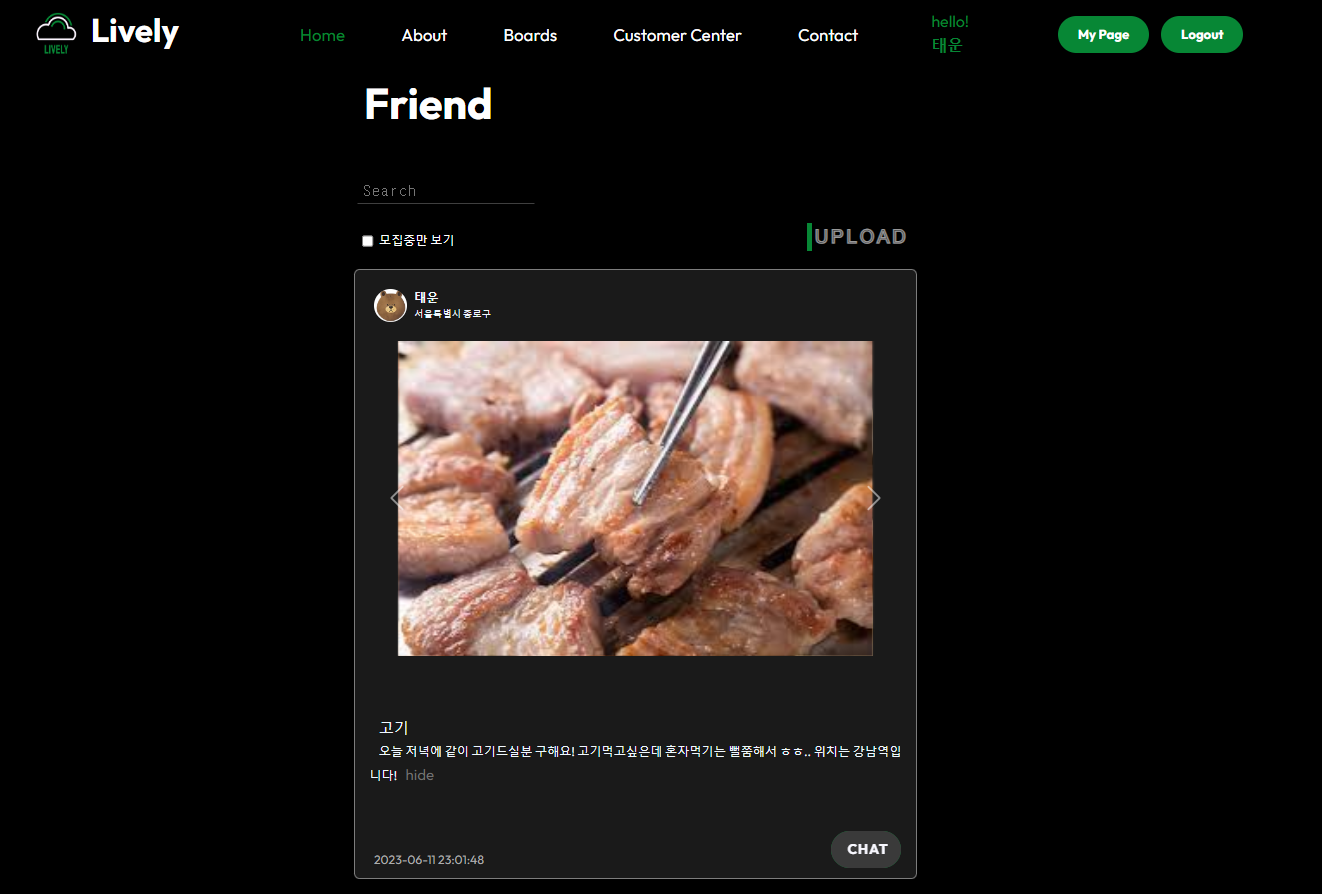 LIVELY
Lively
Home About Boards Customer Center Contact
hello!
태운
My Page Logout
Friend
Search
모집중만 보기
UPLOAD
태운
서울특별시 종로구
고기
오늘 저녁에 같이 고기드실분 구해요! 고기먹고싶은데 혼자먹기는 뻘쭘해서 ㅎㅎ.. 위치는 강남역입
니다! hide
2023-06-11 23:01:48
CHAT